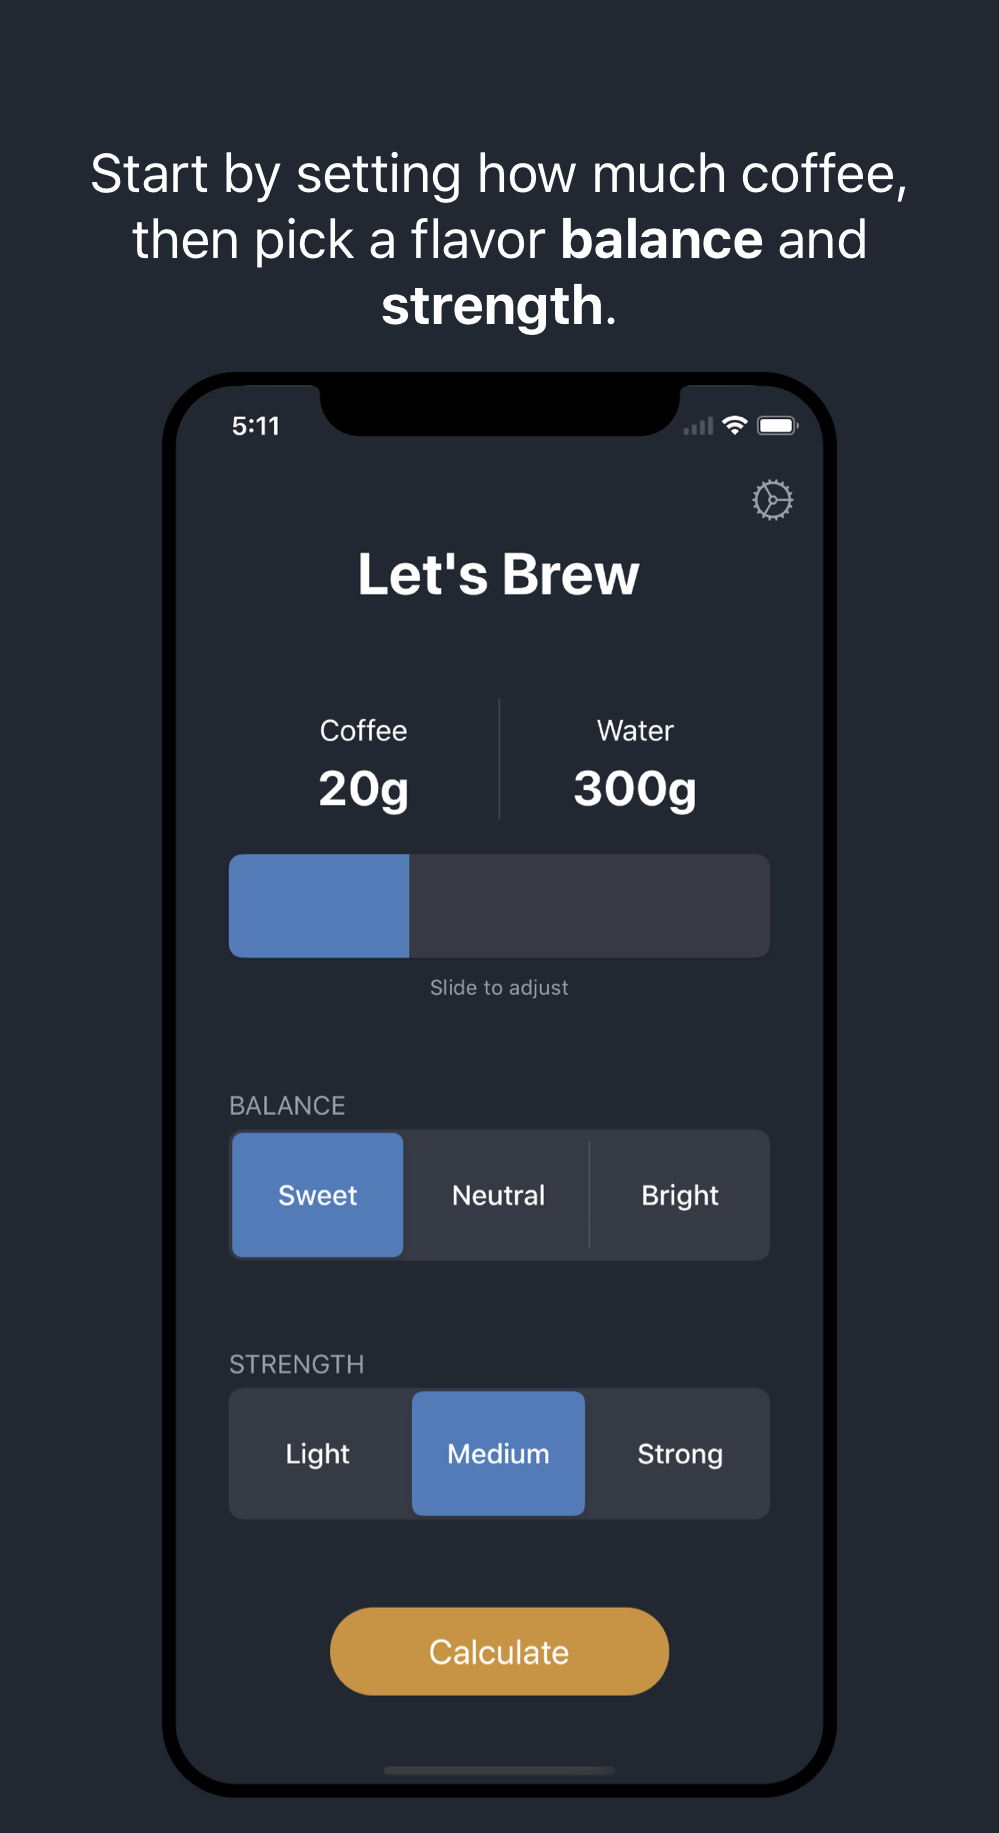 Start by setting how much coffee,
then pick a flavor balance and
strength.
5:11
Let's Brew
Coffee
Water
20g
300g
Slide to adjust
BALANCE
Sweet
Neutral
Bright
STRENGTH
Light
Medium
Strong
Calculate